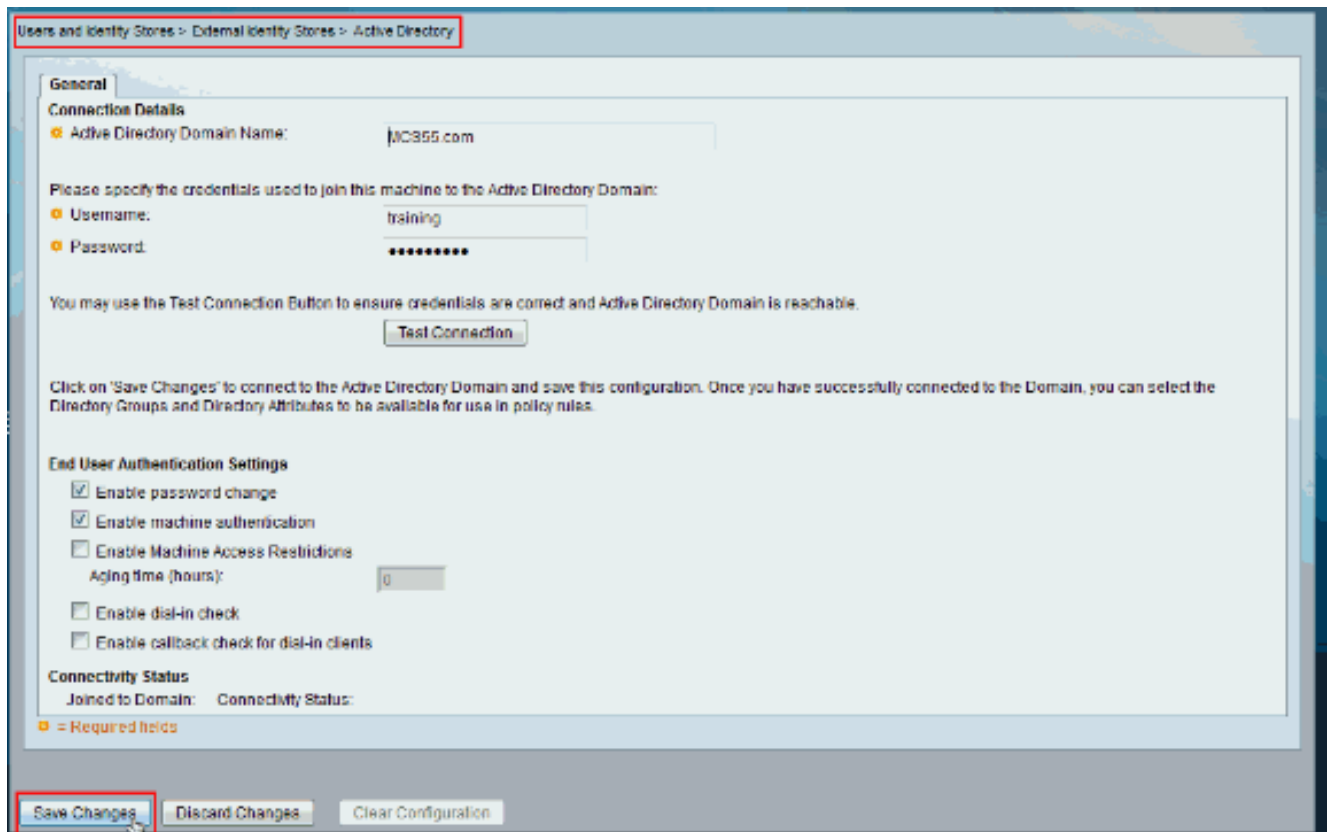 Users and Identity Stores > External Identity Stores > Active Directory
General
Connection Details
Active Directory Domain Name: MC355.com
Please specify the credentials used to join this machine to the Active Directory Domain:
Username: training
Password: •••••••••
You may use the Test Connection Button to ensure credentials are correct and Active Directory Domain is reachable.
Test Connection
Click on 'Save Changes' to connect to the Active Directory Domain and save this configuration. Once you have successfully connected to the Domain, you can select the
Directory Groups and Directory Attributes to be available for use in policy rules.
End User Authentication Settings
Enable password change
Enable machine authentication
Enable Machine Access Restrictions
Aging time (hours): 0
Enable dial-in check
Enable callback check for dial-in clients
Connectivity Status
Joined to Domain: Connectivity Status:
= Required fields
Save Changes Discard Changes Clear Configuration